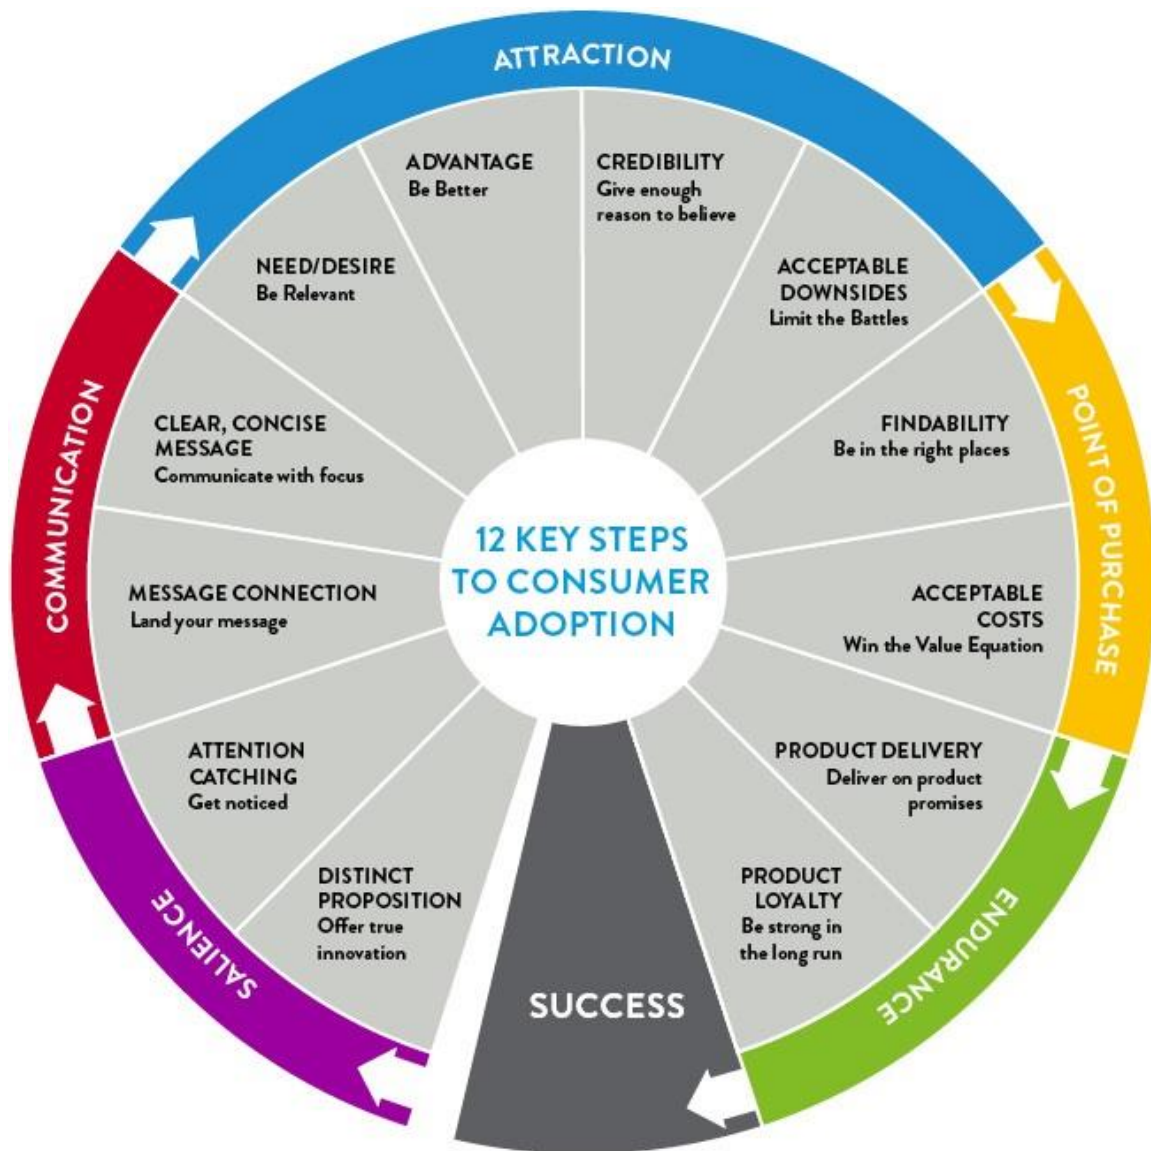 12 KEY STEPS
TO CONSUMER
ADOPTION
SALIENCE
DISTINCT
PROPOSITION
Offer true
innovation
ATTENTION
CATCHING
Get noticed
COMMUNICATION
MESSAGE CONNECTION
Land your message
CLEAR, CONCISE
MESSAGE
Communicate with focus
ATTRACTION
NEED/DESIRE
Be Relevant
ADVANTAGE
Be Better
CREDIBILITY
Give enough
reason to believe
ACCEPTABLE
DOWNSIDES
Limit the Battles
POINT OF PURCHASE
FINDABILITY
Be in the right places
ACCEPTABLE
COSTS
Win the Value Equation
ENDURANCE
PRODUCT DELIVERY
Deliver on product
promises
PRODUCT
LOYALTY
Be strong in
the long run
SUCCESS